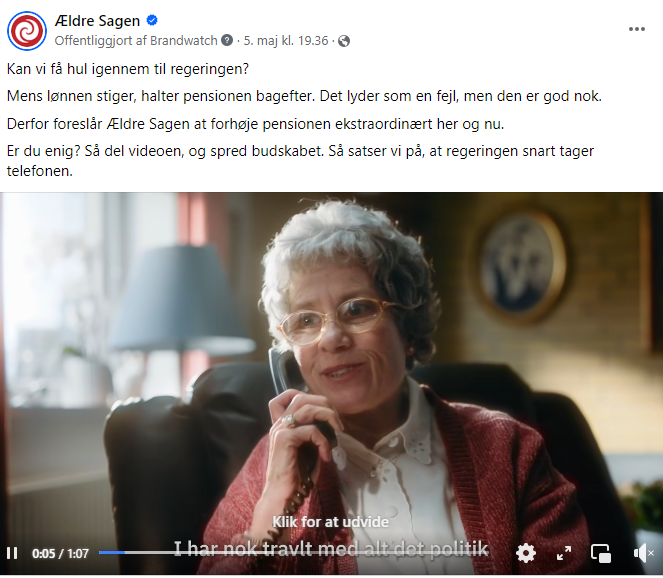 Ældre Sagen
Offentliggjort af Brandwatch · 5. maj kl. 19.36 ·
Kan vi få hul igennem til regeringen?
Mens lønnen stiger, halter pensionen bagefter. Det lyder som en fejl, men den er god nok.
Derfor foreslår Ældre Sagen at forhøje pensionen ekstraordinært her og nu.
Er du enig? Så del videoen, og spred budskabet. Så satser vi på, at regeringen snart tager
telefonen.
Klik for at udvide
0:05 / 1:07
I har nok travlt med alt det politik